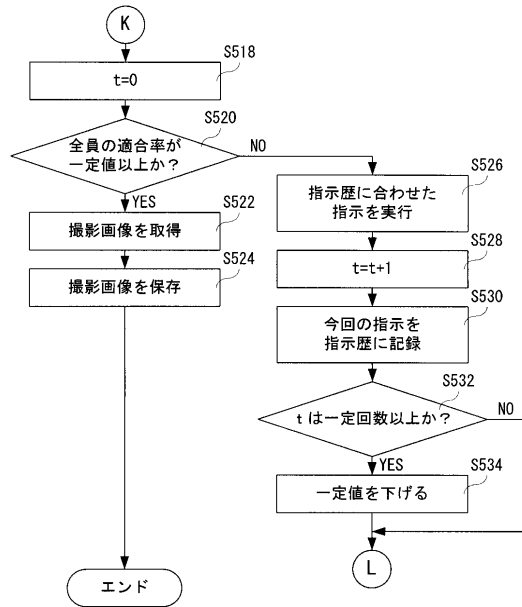 K
S518
t=0
S520
全員の適合率が
一定値以上か？
NO
YES
S522
撮影画像を取得
S524
撮影画像を保存
エンド
S526
指示歴に合わせた
指示を実行
S528
t=t+1
S530
今回の指示を
指示歴に記録
S532
tは一定回数以上か？
NO
YES
S534
一定値を下げる
L